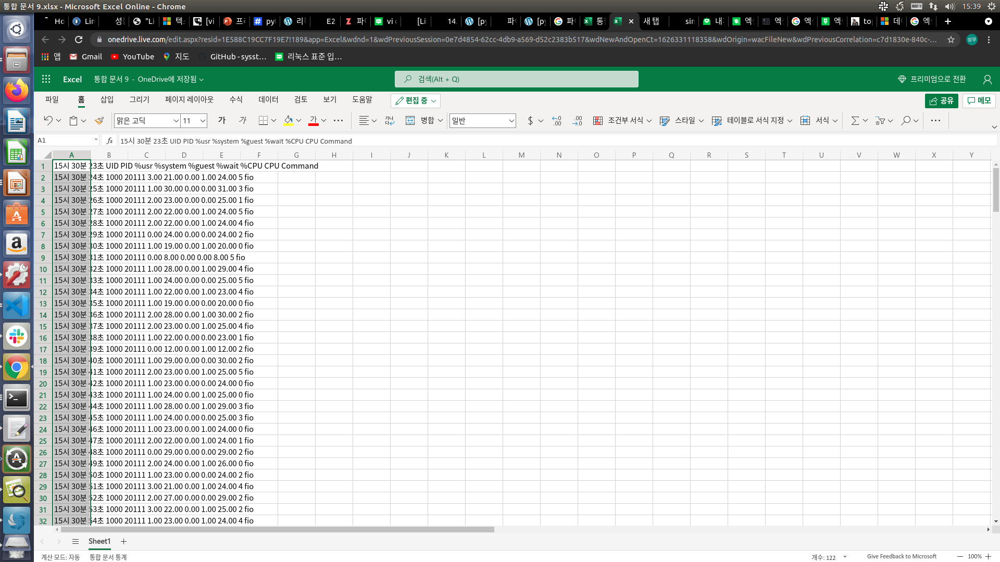 통합 문서 9.xlsx - Microsoft Excel Online - Chrome
15:39
Ho
Lin
"Li
[vi
프리
pyt
E2
파이
vi c
[Lin
14.
[py
파이
[py
새 탭
sin
엑셀
to
onedrive.live.com/edit.aspx?resid=1E588C19CC7F19E7!189&app=Excel&wdnd=1&wdPreviousSession=0e7d4854-62cc-4db9-a569-d52c2383b517&wdNewAndOpenCt=1626331118358&wdOrigin=wacFileNew&wdPreviousCorrelation=c7d1830e-840c-...
성무
앱 Gmail YouTube 지도 GitHub - sysst... 리눅스 표준 입...
Excel 통합 문서 9 - OneDrive에 저장됨 검색(Alt + Q) 프리미엄으로 전환
파일 홈 삽입 그리기 페이지 레이아웃 수식 데이터 검토 보기 도움말 편집 중 공유 메모
맑은 고딕 11 가 가 가 가나다 병합 일반 $ 조건부 서식 스타일 테이블로 서식 지정 서식
A1 fx 15시 30분 23초 UID PID %usr %system %guest %wait %CPU CPU Command
A B C D E F G H I J K L M N O P Q R S T U V W X Y
1 15시 30분 23초 UID PID %usr %system %guest %wait %CPU CPU Command
2 15시 30분 24초 1000 20111 3.00 21.00 0.00 1.00 24.00 5 fio
3 15시 30분 25초 1000 20111 1.00 30.00 0.00 0.00 31.00 3 fio
4 15시 30분 26초 1000 20111 2.00 23.00 0.00 0.00 25.00 1 fio
5 15시 30분 27초 1000 20111 2.00 22.00 0.00 1.00 24.00 5 fio
6 15시 30분 28초 1000 20111 2.00 22.00 0.00 1.00 24.00 4 fio
7 15시 30분 29초 1000 20111 0.00 24.00 0.00 0.00 24.00 2 fio
8 15시 30분 30초 1000 20111 1.00 19.00 0.00 1.00 20.00 0 fio
9 15시 30분 31초 1000 20111 0.00 8.00 0.00 0.00 8.00 5 fio
10 15시 30분 32초 1000 20111 1.00 28.00 0.00 1.00 29.00 4 fio
11 15시 30분 33초 1000 20111 1.00 24.00 0.00 0.00 25.00 5 fio
12 15시 30분 34초 1000 20111 1.00 22.00 0.00 1.00 23.00 4 fio
13 15시 30분 35초 1000 20111 1.00 19.00 0.00 0.00 20.00 0 fio
14 15시 30분 36초 1000 20111 2.00 28.00 0.00 1.00 30.00 2 fio
15 15시 30분 37초 1000 20111 2.00 23.00 0.00 1.00 25.00 4 fio
16 15시 30분 38초 1000 20111 1.00 22.00 0.00 0.00 23.00 1 fio
17 15시 30분 39초 1000 20111 0.00 12.00 0.00 1.00 12.00 2 fio
18 15시 30분 40초 1000 20111 1.00 29.00 0.00 0.00 30.00 2 fio
19 15시 30분 41초 1000 20111 2.00 23.00 0.00 1.00 25.00 5 fio
20 15시 30분 42초 1000 20111 1.00 23.00 0.00 0.00 24.00 0 fio
21 15시 30분 43초 1000 20111 1.00 24.00 0.00 1.00 25.00 0 fio
22 15시 30분 44초 1000 20111 1.00 28.00 0.00 1.00 29.00 3 fio
23 15시 30분 45초 1000 20111 1.00 24.00 0.00 0.00 25.00 3 fio
24 15시 30분 46초 1000 20111 1.00 23.00 0.00 1.00 24.00 0 fio
25 15시 30분 47초 1000 20111 2.00 22.00 0.00 1.00 24.00 1 fio
26 15시 30분 48초 1000 20111 0.00 29.00 0.00 0.00 29.00 2 fio
27 15시 30분 49초 1000 20111 2.00 24.00 0.00 1.00 26.00 0 fio
28 15시 30분 50초 1000 20111 1.00 23.00 0.00 0.00 24.00 2 fio
29 15시 30분 51초 1000 20111 3.00 21.00 0.00 1.00 24.00 4 fio
30 15시 30분 52초 1000 20111 2.00 27.00 0.00 0.00 29.00 2 fio
31 15시 30분 53초 1000 20111 3.00 22.00 0.00 1.00 25.00 2 fio
32 15시 30분 54초 1000 20111 1.00 23.00 0.00 1.00 24.00 4 fio
Sheet1
계산 모드: 자동 통합 문서 통계 개수: 122 Give Feedback to Microsoft 100%